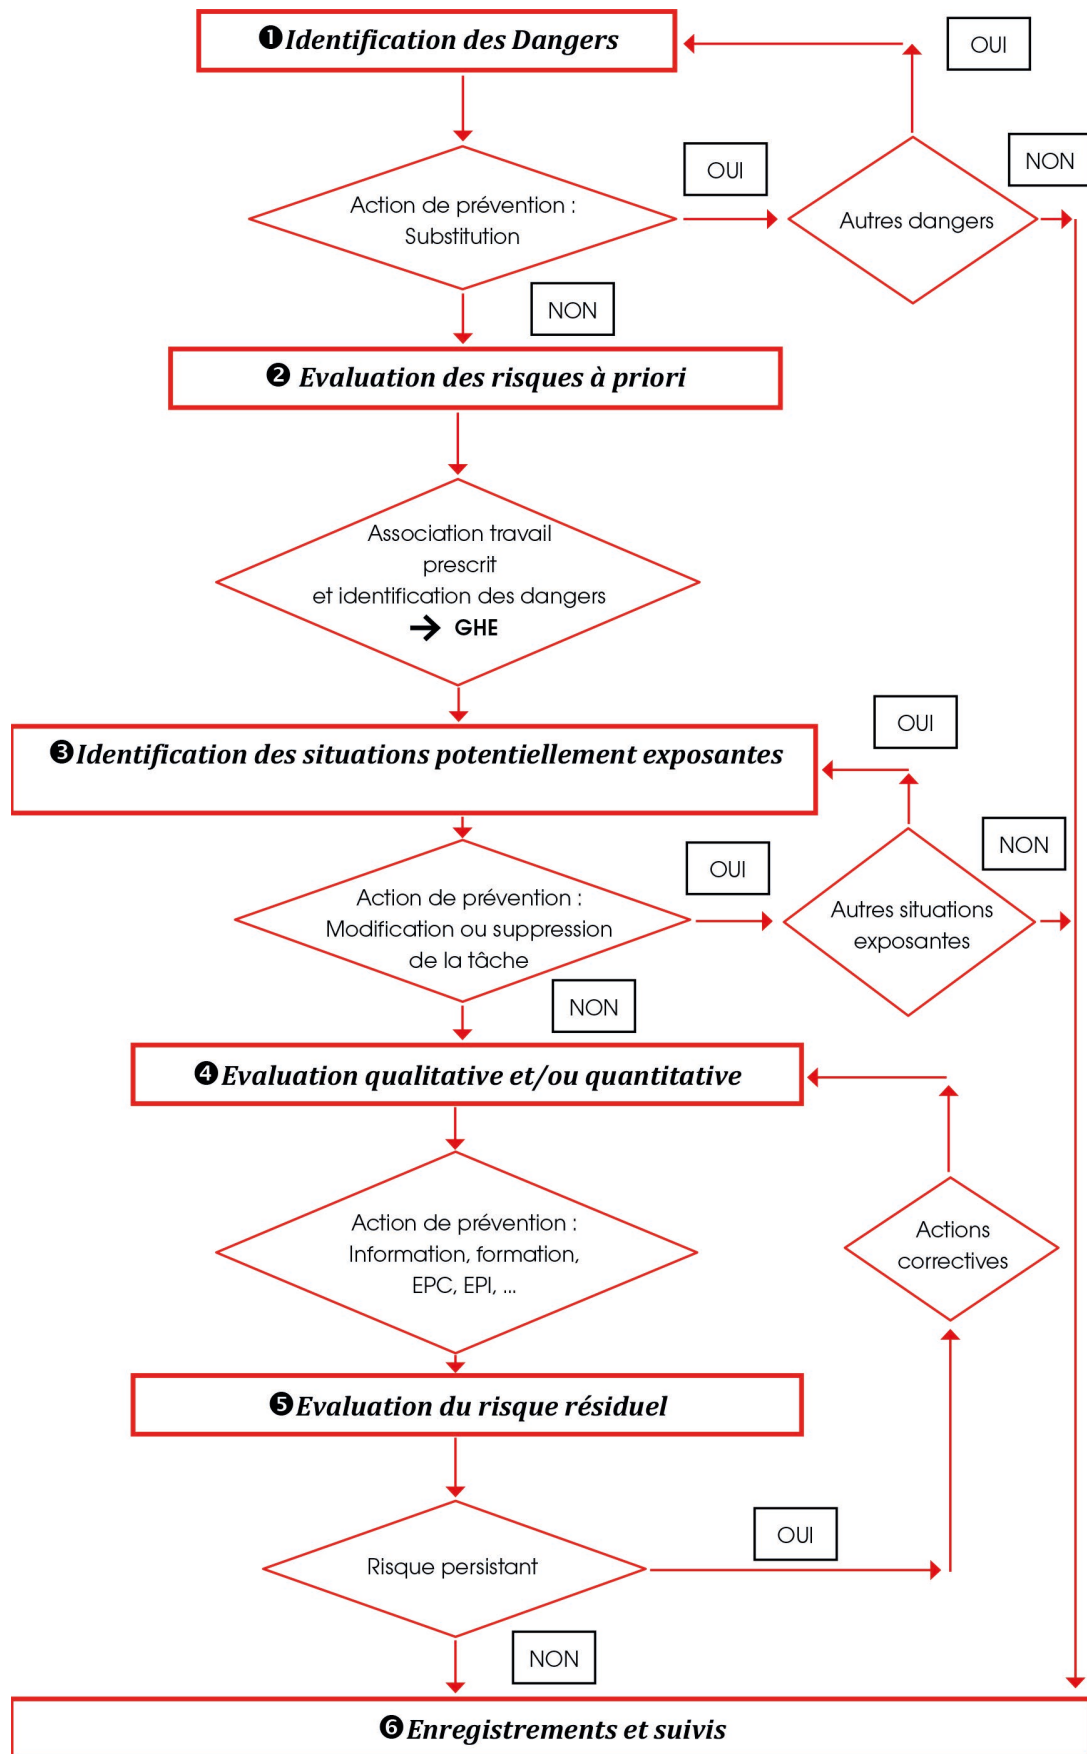 ❶Identification des Dangers
OUI
OUI
NON
Action de prévention :
Substitution
Autres dangers
NON
❷ Evaluation des risques à priori
Association travail
prescrit
et identification des dangers
→ GHE
OUI
❸Identification des situations potentiellement exposantes
NON
OUI
Action de prévention :
Modification ou suppression
de la tâche
Autres situations
exposantes
NON
❹Evaluation qualitative et/ou quantitative
Action de prévention :
Information, formation,
EPC, EPI, ...
Actions
correctives
❺Evaluation du risque résiduel
OUI
Risque persistant
NON
❻Enregistrements et suivis